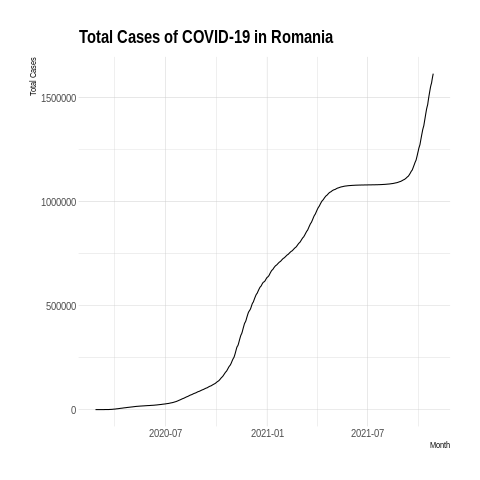 Total Cases of COVID-19 in Romania
Total Cases
1500000
1000000
500000
0
2020-07
2021-01
2021-07
Month